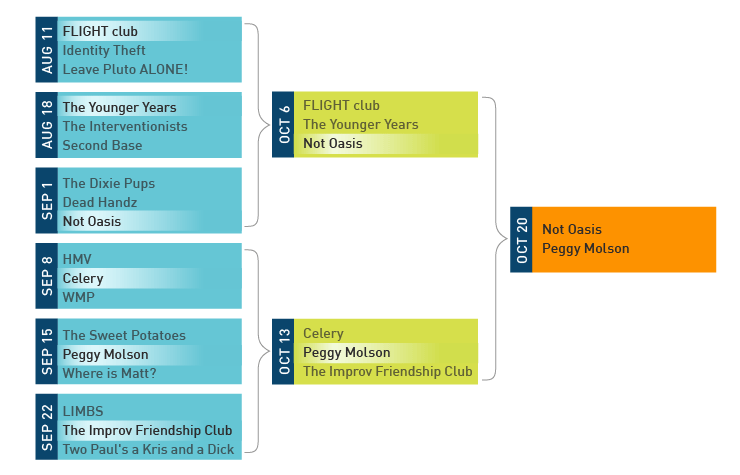 AUG 11
FLIGHT club
Identity Theft
Leave Pluto ALONE!
AUG 18
The Younger Years
The Interventionists
Second Base
SEP 1
The Dixie Pups
Dead Handz
Not Oasis
SEP 8
HMV
Celery
WMP
SEP 15
The Sweet Potatoes
Peggy Molson
Where is Matt?
SEP 22
LIMBS
The Improv Friendship Club
Two Paul's a Kris and a Dick
OCT 6
FLIGHT club
The Younger Years
Not Oasis
OCT 13
Celery
Peggy Molson
The Improv Friendship Club
OCT 20
Not Oasis
Peggy Molson